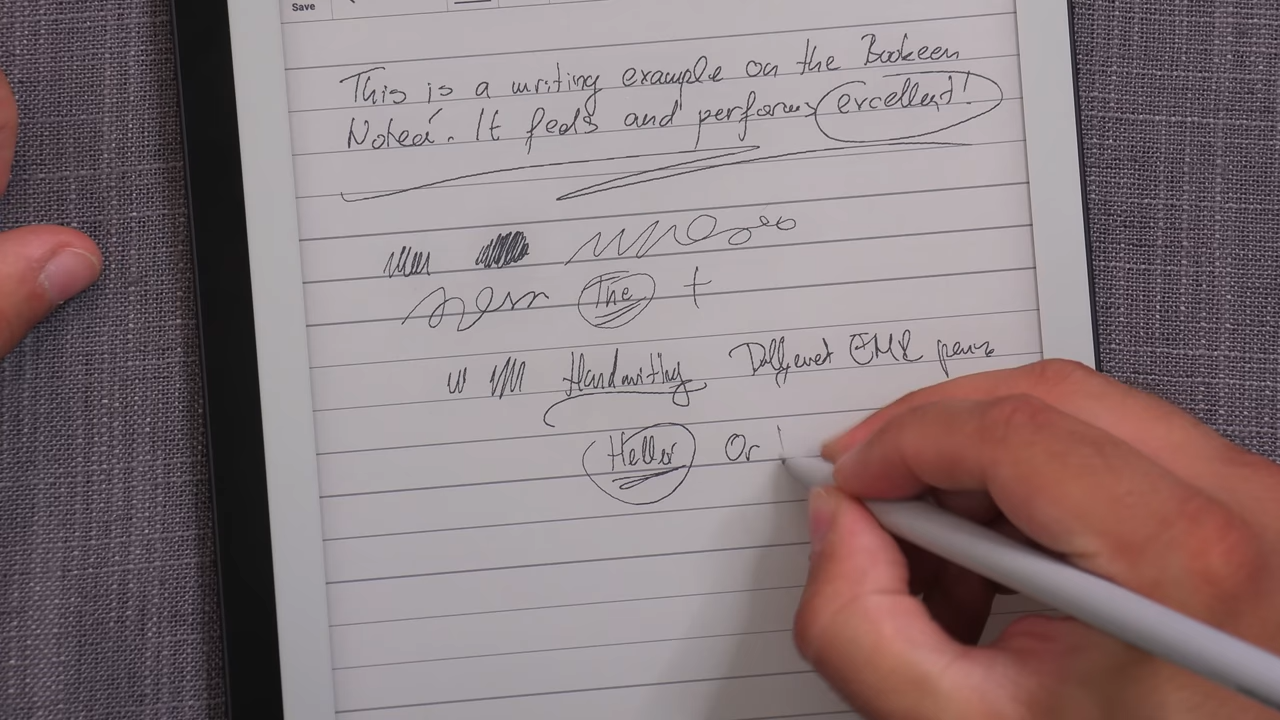 Save
This is a writing example on the Bookeen
Noteá. It feels and performs excellent!
The +
Handwriting Different EMR pens
Hello Or